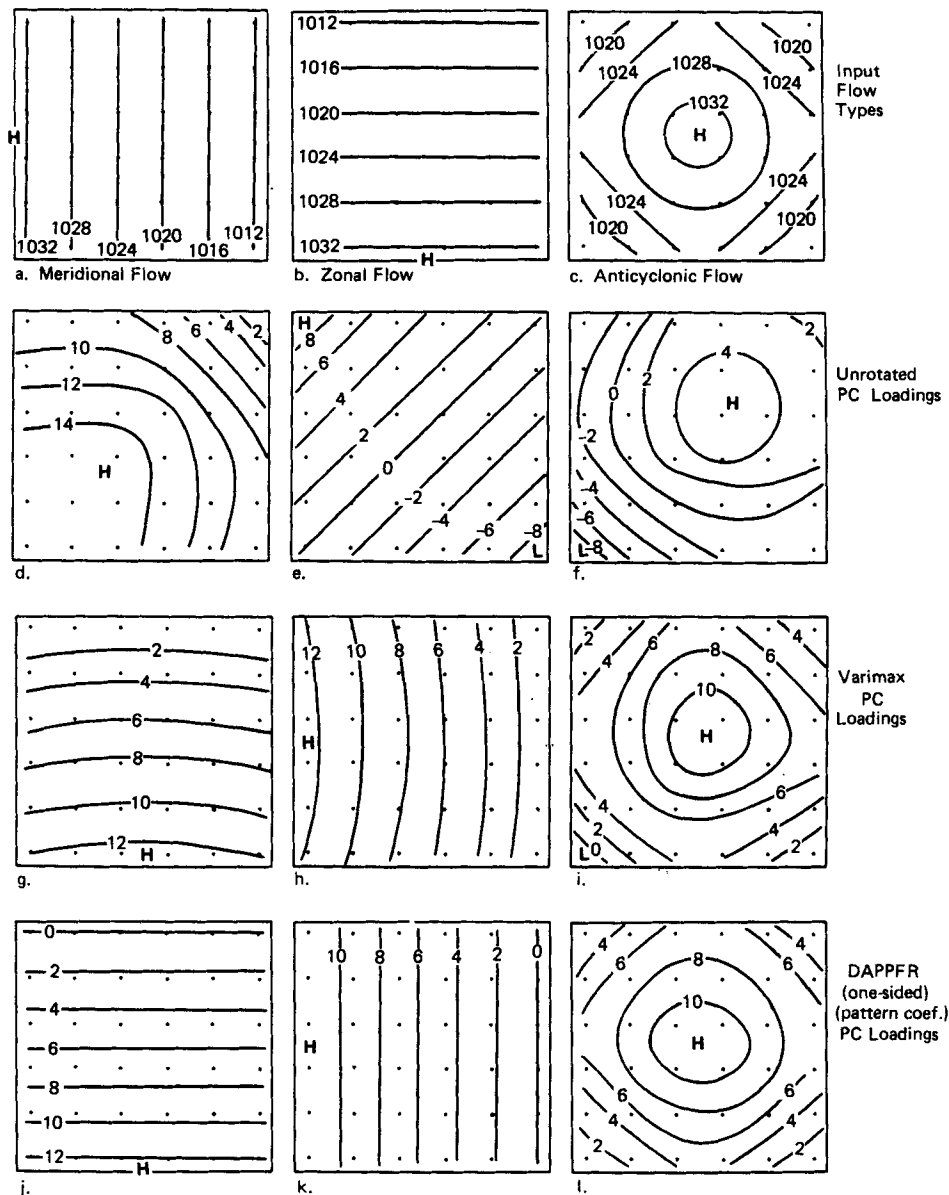 H
1032
1028
1024
1020
1016
1012
a. Meridional Flow
1012
1016
1020
1024
1028
1032
H
b. Zonal Flow
1020
1020
1024
1028
1024
1032
H
1024
1024
1020
1020
c. Anticyclonic Flow
Input
Flow
Types
8 6 4 2
10
12
14
H
d.
H
8
6
4
2
0
-2
-4
-6
-8
L
e.
2
4
0 2
H
-2
-4
-6
L-8
f.
Unrotated
PC Loadings
2
4
6
8
10
12
H
g.
12 10 8 6 4 2
H
h.
2
4
6
8
6
4
10
H
6
4
4
2
2
L0
i.
Varimax
PC
Loadings
0
2
4
6
8
10
12
H
j.
10 8 6 4 2 0
H
k.
4
6
8
6
4
10
H
6
6
4
4
2
2
l.
DAPPFR
(one-sided)
(pattern coef.)
PC Loadings